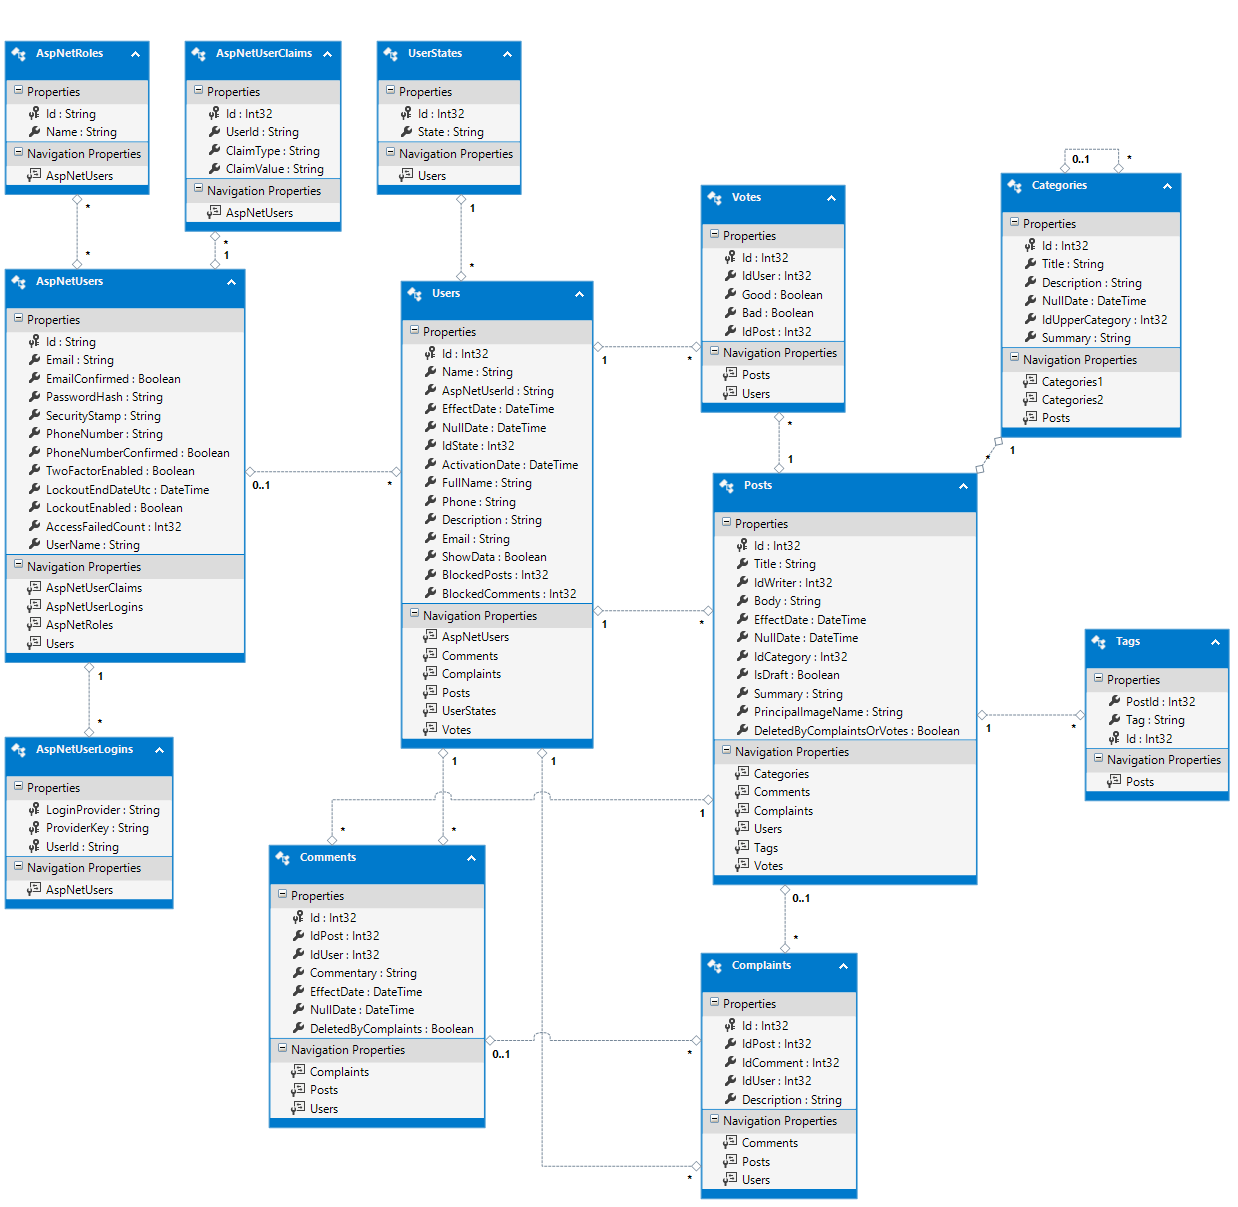 AspNetRoles
Properties
Id : String
Name : String
Navigation Properties
AspNetUsers
*
*
AspNetUserClaims
Properties
Id : Int32
UserId : String
ClaimType : String
ClaimValue : String
Navigation Properties
AspNetUsers
*
1
UserStates
Properties
Id : Int32
State : String
Navigation Properties
Users
1
*
AspNetUsers
Properties
Id : String
Email : String
EmailConfirmed : Boolean
PasswordHash : String
SecurityStamp : String
PhoneNumber : String
PhoneNumberConfirmed : Boolean
TwoFactorEnabled : Boolean
LockoutEndDateUtc : DateTime
LockoutEnabled : Boolean
AccessFailedCount : Int32
UserName : String
Navigation Properties
AspNetUserClaims
AspNetUserLogins
AspNetRoles
Users
0..1
*
1
*
AspNetUserLogins
Properties
LoginProvider : String
ProviderKey : String
UserId : String
Navigation Properties
AspNetUsers
Users
Properties
Id : Int32
Name : String
AspNetUserId : String
EffectDate : DateTime
NullDate : DateTime
IdState : Int32
ActivationDate : DateTime
FullName : String
Phone : String
Description : String
Email : String
ShowData : Boolean
BlockedPosts : Int32
BlockedComments : Int32
Navigation Properties
AspNetUsers
Comments
Complaints
Posts
UserStates
Votes
1
*
1
*
1
1
*
*
1
Votes
Properties
Id : Int32
IdUser : Int32
Good : Boolean
Bad : Boolean
IdPost : Int32
Navigation Properties
Posts
Users
*
1
Categories
0..1
*
Properties
Id : Int32
Title : String
Description : String
NullDate : DateTime
IdUpperCategory : Int32
Summary : String
Navigation Properties
Categories1
Categories2
Posts
1
*
Posts
Properties
Id : Int32
Title : String
IdWriter : Int32
Body : String
EffectDate : DateTime
NullDate : DateTime
IdCategory : Int32
IsDraft : Boolean
Summary : String
PrincipalImageName : String
DeletedByComplaintsOrVotes : Boolean
Navigation Properties
Categories
Comments
Complaints
Users
Tags
Votes
1
*
0..1
*
Tags
Properties
PostId : Int32
Tag : String
Id : Int32
Navigation Properties
Posts
Comments
Properties
Id : Int32
IdPost : Int32
IdUser : Int32
Commentary : String
EffectDate : DateTime
NullDate : DateTime
DeletedByComplaints : Boolean
Navigation Properties
Complaints
Posts
Users
0..1
*
*
Complaints
Properties
Id : Int32
IdPost : Int32
IdComment : Int32
IdUser : Int32
Description : String
Navigation Properties
Comments
Posts
Users